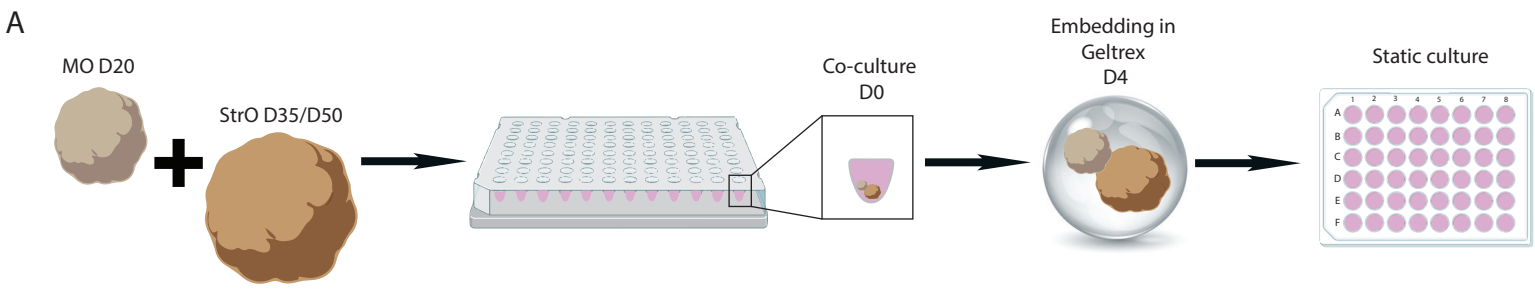 A
MO D20
StrO D35/D50
Co-culture
D0
Embedding in
Geltrex
D4
Static culture
1 2 3 4 5 6 7 8
A
B
C
D
E
F